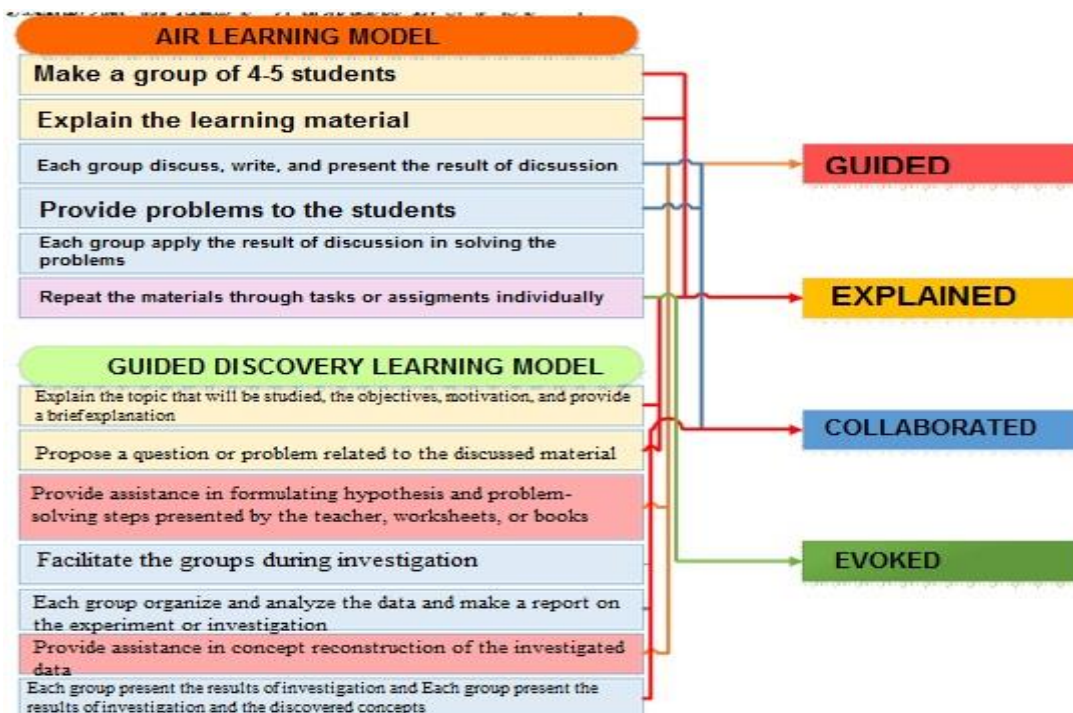 AIR LEARNING MODEL
Make a group of 4-5 students
Explain the learning material
Each group discuss, write, and present the result of dicsussion
Provide problems to the students
Each group apply the result of discussion in solving the
problems
Repeat the materials through tasks or assigments individually
GUIDED DISCOVERY LEARNING MODEL
Explain the topic that will be studied, the objectives, motivation, and provide
a brief explanation
Propose a question or problem related to the discussed material
Provide assistance in formulating hypothesis and problem-
solving steps presented by the teacher, worksheets, or books
Facilitate the groups during investigation
Each group organize and analyze the data and make a report on
the experiment or investigation
Provide assistance in concept reconstruction of the investigated
data
Each group present the results of investigation and Each group present the
results of investigation and the discovered concepts
GUIDED
EXPLAINED
COLLABORATED
EVOKED